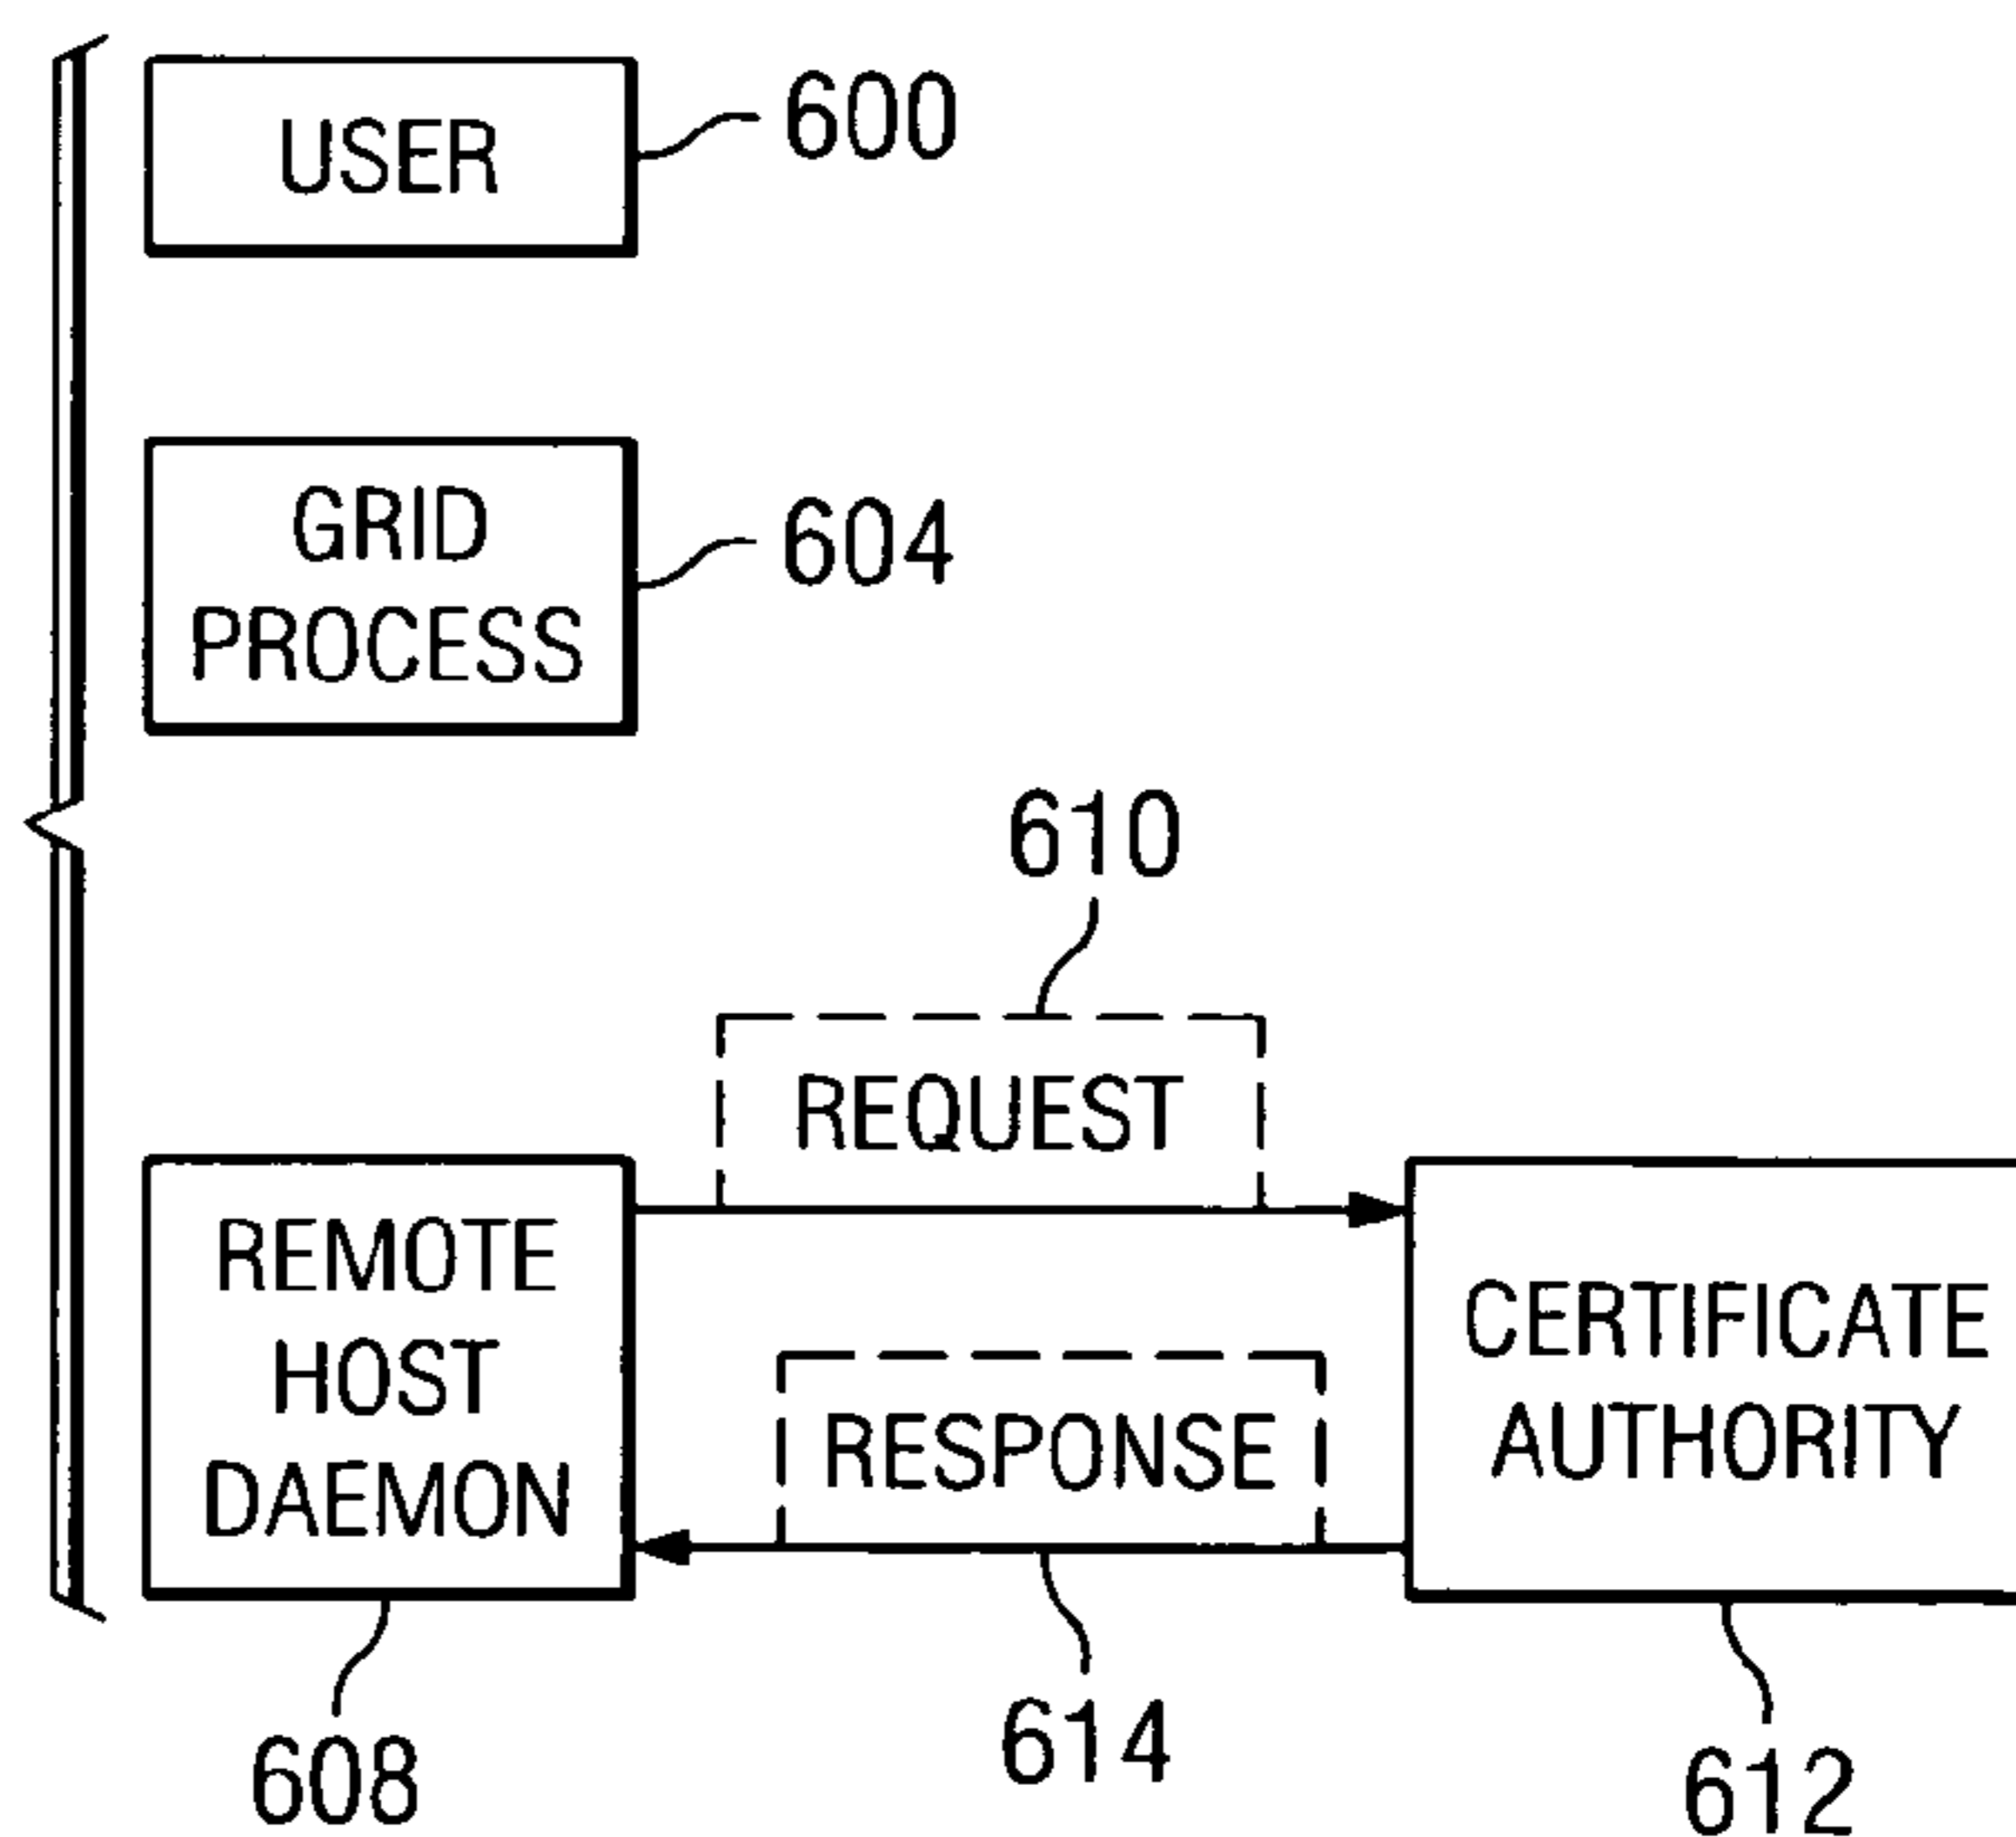 USER
600
GRID
PROCESS
604
610
REQUEST
REMOTE
HOST
DAEMON
CERTIFICATE
AUTHORITY
RESPONSE
608
614
612